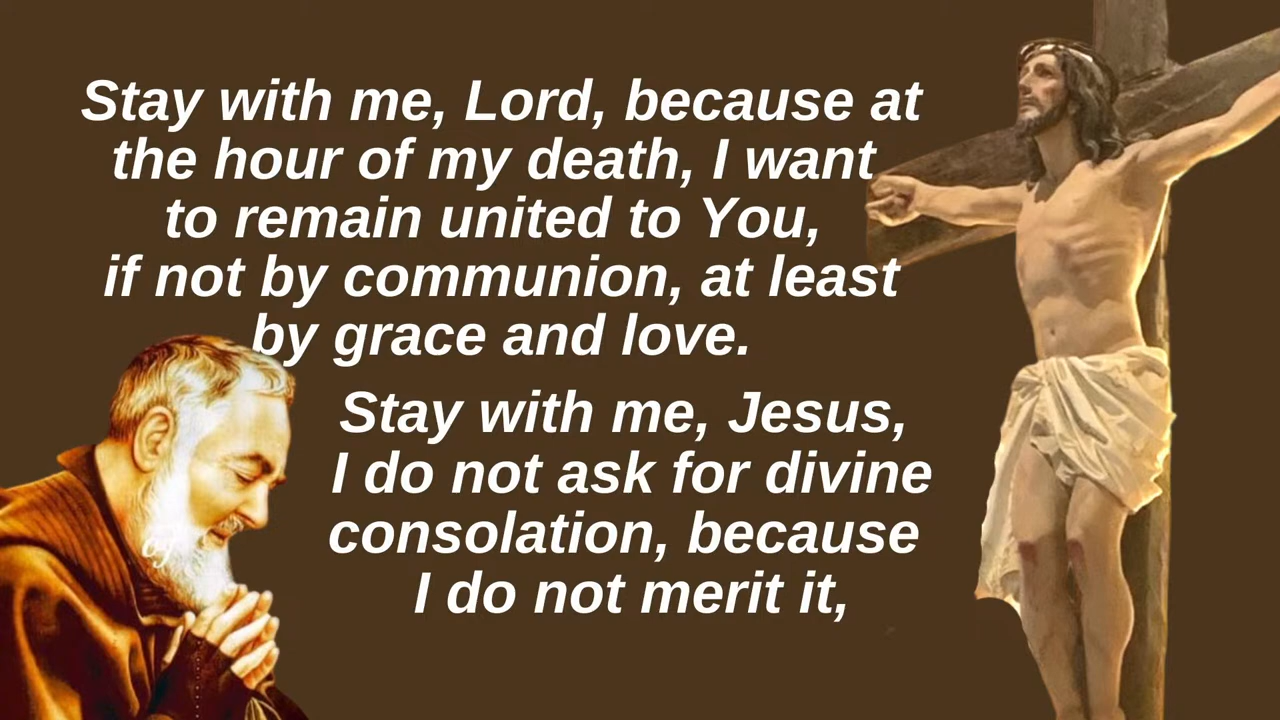 Stay with me, Lord, because at
the hour of my death, I want
to remain united to You,
if not by communion, at least
by grace and love.
Stay with me, Jesus,
I do not ask for divine
consolation, because
I do not merit it,